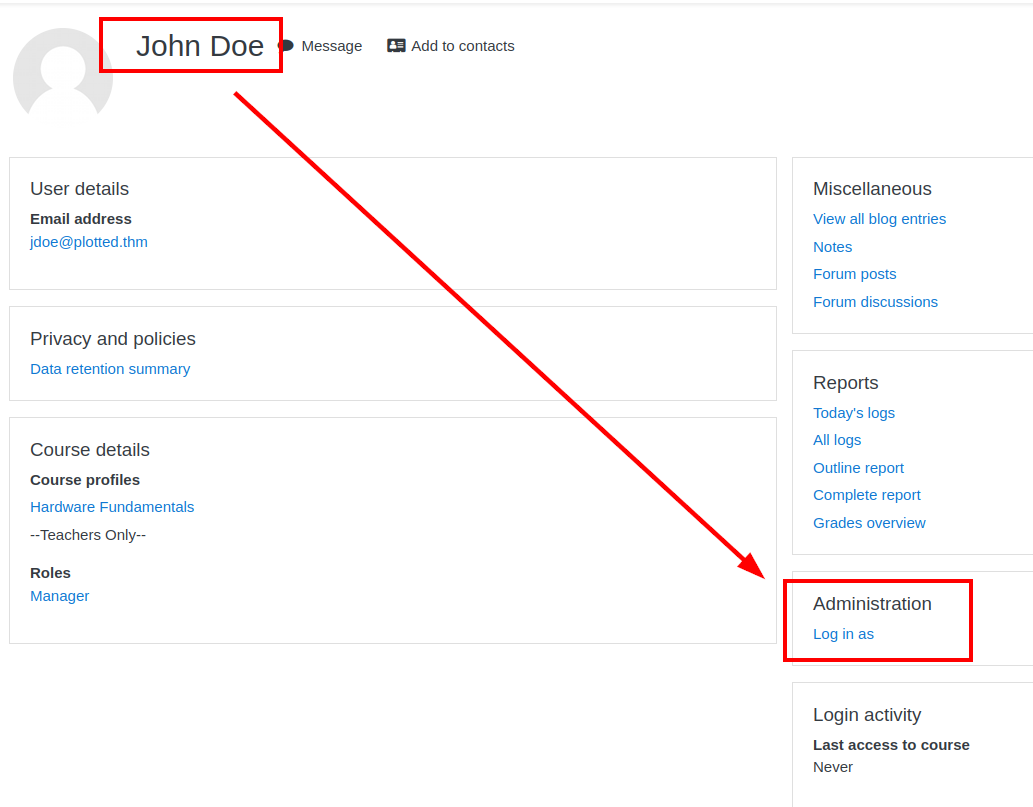 John Doe
Message
Add to contacts
User details
Email address
jdoe@plotted.thm
Privacy and policies
Data retention summary
Course details
Course profiles
Hardware Fundamentals
--Teachers Only--
Roles
Manager
Miscellaneous
View all blog entries
Notes
Forum posts
Forum discussions
Reports
Today's logs
All logs
Outline report
Complete report
Grades overview
Administration
Log in as
Login activity
Last access to course
Never